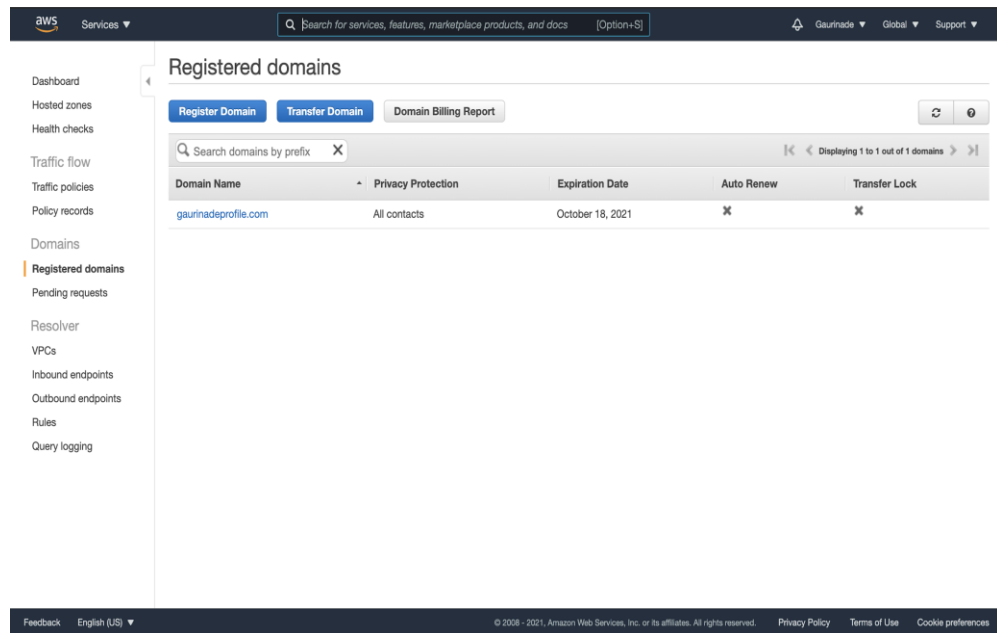 aws Services ▼ Search for services, features, marketplace products, and docs [Option+S] Gaurinade ▼ Global ▼ Support ▼
Dashboard
Hosted zones
Health checks
Traffic flow
Traffic policies
Policy records
Domains
Registered domains
Pending requests
Resolver
VPCs
Inbound endpoints
Outbound endpoints
Rules
Query logging
Registered domains
Register Domain Transfer Domain Domain Billing Report
Search domains by prefix Displaying 1 to 1 out of 1 domains
Domain Name Privacy Protection Expiration Date Auto Renew Transfer Lock
gaurinadeprofile.com All contacts October 18, 2021
Feedback English (US) ▼ © 2008 - 2021, Amazon Web Services, Inc. or its affiliates. All rights reserved. Privacy Policy Terms of Use Cookie preferences